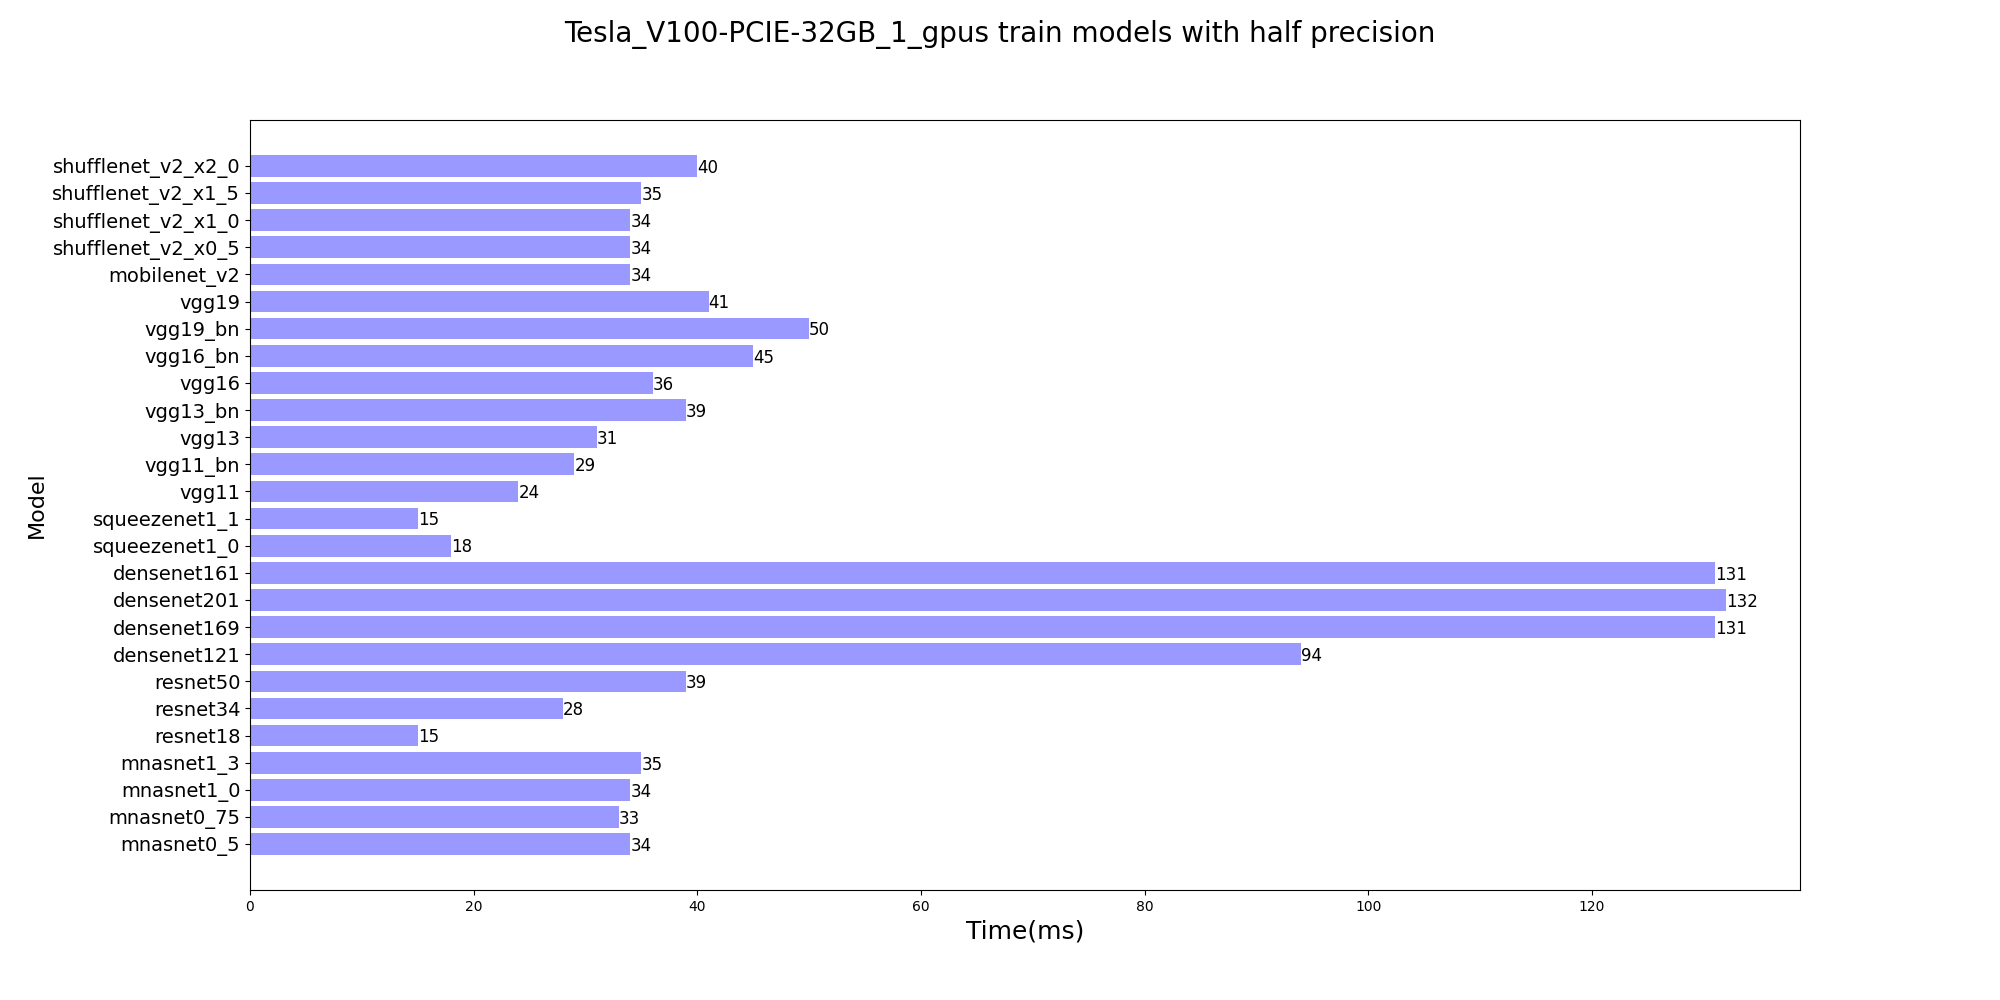 Tesla_V100-PCIE-32GB_1_gpus train models with half precision
Model
shufflenet_v2_x2_0 40
shufflenet_v2_x1_5 35
shufflenet_v2_x1_0 34
shufflenet_v2_x0_5 34
mobilenet_v2 34
vgg19 41
vgg19_bn 50
vgg16_bn 45
vgg16 36
vgg13_bn 39
vgg13 31
vgg11_bn 29
vgg11 24
squeezenet1_1 15
squeezenet1_0 18
densenet161 131
densenet201 132
densenet169 131
densenet121 94
resnet50 39
resnet34 28
resnet18 15
mnasnet1_3 35
mnasnet1_0 34
mnasnet0_75 33
mnasnet0_5 34
0 20 40 60 80 100 120
Time(ms)